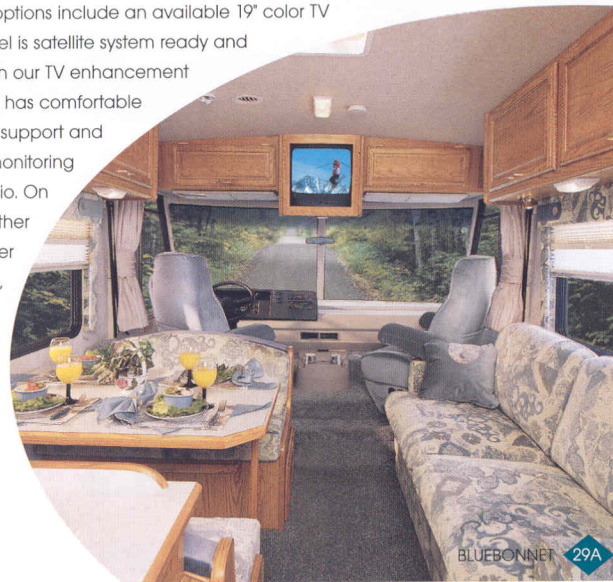 options include an available 19" color TV
el is satellite system ready and
h our TV enhancement
has comfortable
support and
monitoring
io. On
ther
er
BLUEBONNET 29A